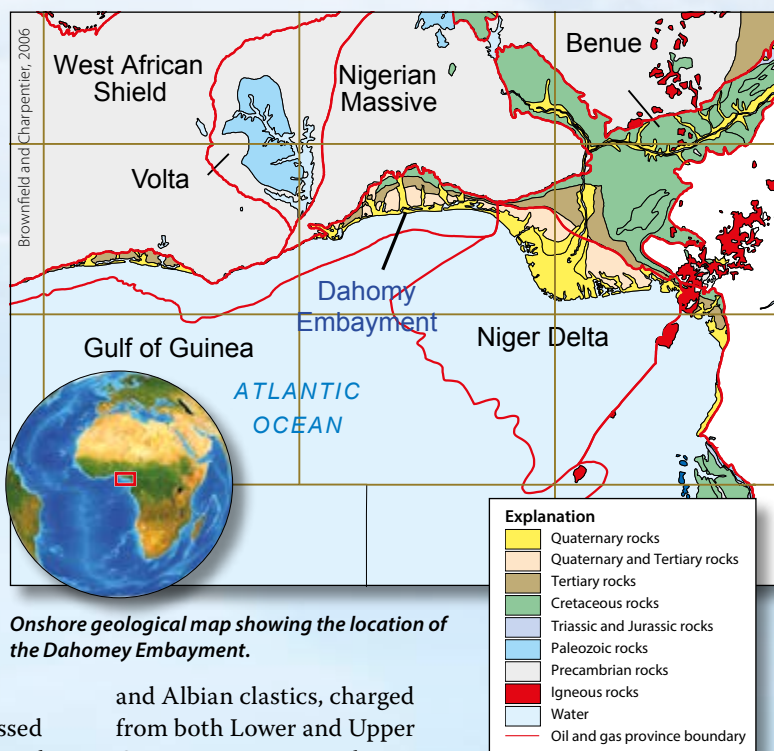 Brownfield and Charpentier, 2006
West African
Shield
Nigerian
Massive
Benue
Volta
Dahomy
Embayment
Niger Delta
Gulf of Guinea
ATLANTIC
OCEAN
Explanation
Quaternary rocks
Quaternary and Tertiary rocks
Tertiary rocks
Cretaceous rocks
Triassic and Jurassic rocks
Paleozoic rocks
Precambrian rocks
Igneous rocks
Water
Oil and gas province boundary
Onshore geological map showing the location of
the Dahomey Embayment.
and Albian clastics, charged
from both Lower and Upper